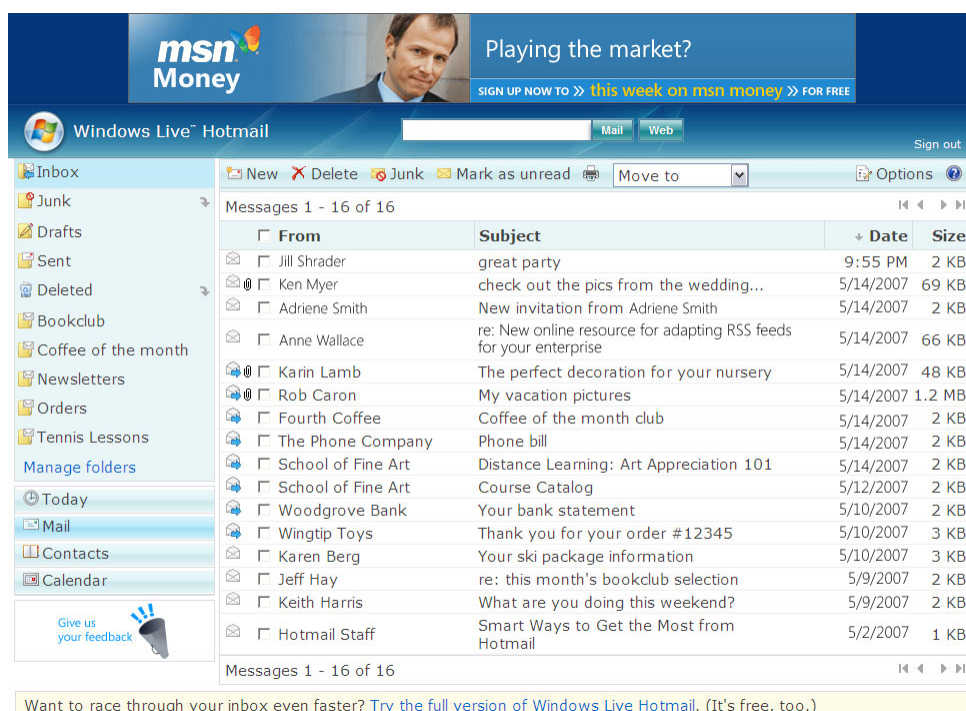 msn
Money
Playing the market?
SIGN UP NOW TO » this week on msn money » FOR FREE
Windows Live™ Hotmail
Mail Web
Sign out
Inbox
Junk
Drafts
Sent
Deleted
Bookclub
Coffee of the month
Newsletters
Orders
Tennis Lessons
Manage folders
Today
Mail
Contacts
Calendar
Give us
your feedback
New Delete Junk Mark as unread Move to Options
Messages 1 - 16 of 16
From Subject Date Size
Jill Shrader great party 9:55 PM 2 KB
Ken Myer check out the pics from the wedding... 5/14/2007 69 KB
Adriene Smith New invitation from Adriene Smith 5/14/2007 2 KB
Anne Wallace re: New online resource for adapting RSS feeds 5/14/2007 66 KB
for your enterprise
Karin Lamb The perfect decoration for your nursery 5/14/2007 48 KB
Rob Caron My vacation pictures 5/14/2007 1.2 MB
Fourth Coffee Coffee of the month club 5/14/2007 2 KB
The Phone Company Phone bill 5/14/2007 2 KB
School of Fine Art Distance Learning: Art Appreciation 101 5/14/2007 2 KB
School of Fine Art Course Catalog 5/12/2007 2 KB
Woodgrove Bank Your bank statement 5/10/2007 2 KB
Wingtip Toys Thank you for your order #12345 5/10/2007 3 KB
Karen Berg Your ski package information 5/10/2007 3 KB
Jeff Hay re: this month's bookclub selection 5/9/2007 2 KB
Keith Harris What are you doing this weekend? 5/9/2007 2 KB
Hotmail Staff Smart Ways to Get the Most from 5/2/2007 1 KB
Hotmail
Messages 1 - 16 of 16
Want to race through your inbox even faster? Try the full version of Windows Live Hotmail. (It's free, too.)